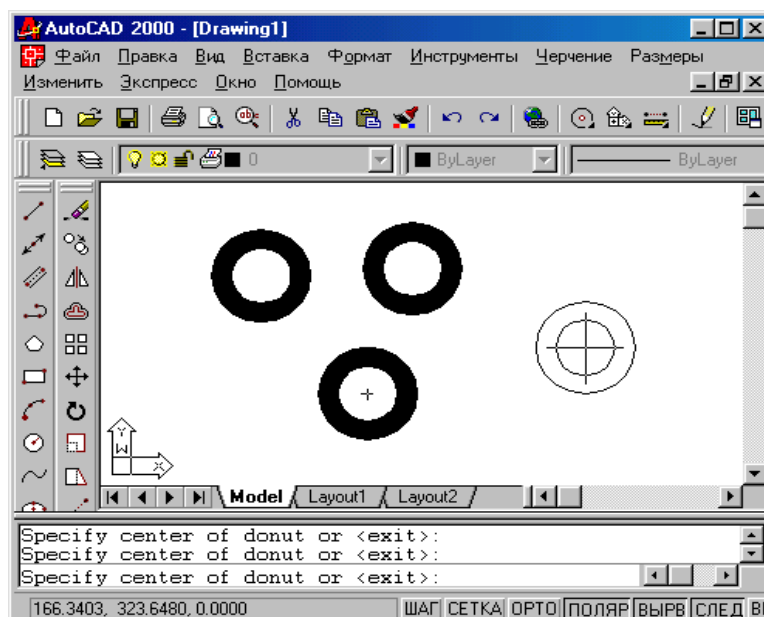 AutoCAD 2000 - [Drawing1]
Файл Правка Вид Вставка Формат Инструменты Черчение Размеры
Изменить Экспресс Окно Помощь
0 ByLayer ByLayer
Y
W
X
Model Layout1 Layout2
Specify center of donut or <exit>:
Specify center of donut or <exit>:
Specify center of donut or <exit>:
166.3403, 323.6480, 0.0000 ШАГ СЕТКА ОРТО ПОЛЯР ВЫРВ СЛЕД